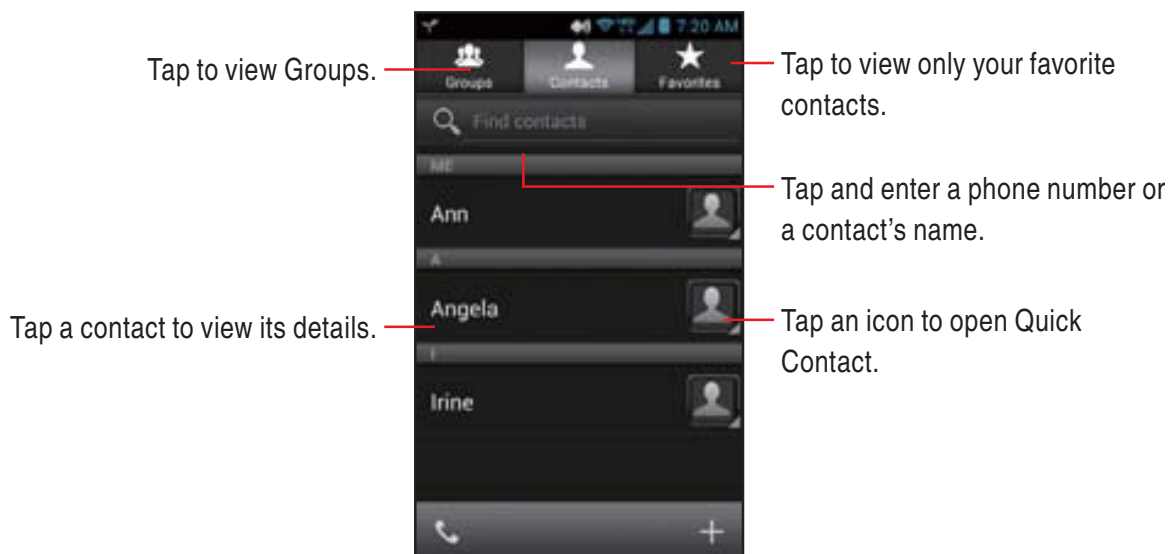 7:20 AM
Groups
Contacts
Favorites
Find contacts
ME
Ann
A
Angela
I
Irine
Tap to view Groups.
Tap a contact to view its details.
Tap to view only your favorite
contacts.
Tap and enter a phone number or
a contact’s name.
Tap an icon to open Quick
Contact.